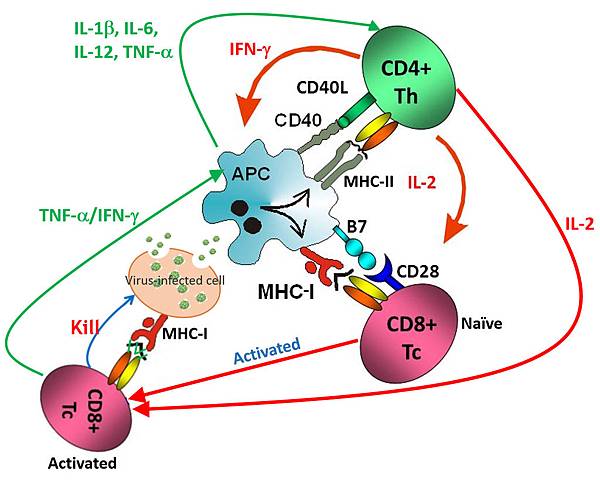 IL-1β, IL-6,
IL-12, TNF-α
IFN-γ
CD4+
Th
CD40L
CD40
APC
MHC-II
IL-2
IL-2
TNF-α/IFN-γ
B7
CD28
Virus-infected cell
MHC-I
CD8+
Tc
Naïve
Kill
MHC-I
Activated
CD8+
Tc
Activated